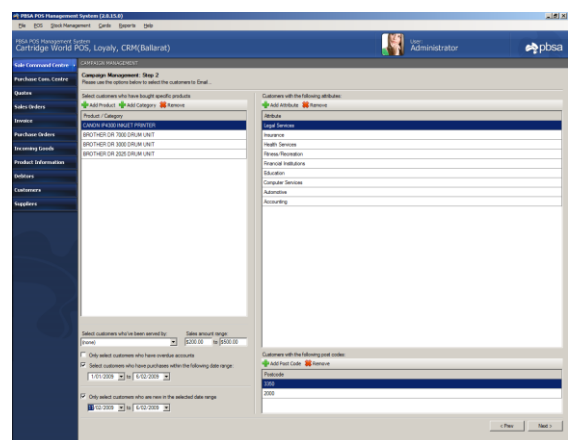 PBSA POS Management System (2.0.15.0)
File POS Stock Management Cards Reports Help
PBSA POS Management System
Cartridge World POS, Loyaly, CRM(Ballarat)
User:
Administrator
pbsa
Sale Command Centre
Purchase Com. Centre
Quotes
Sales Orders
Invoice
Purchase Orders
Incoming Goods
Product Information
Debtors
Customers
Suppliers
CAMPAIGN MANAGEMENT
Campaign Management: Step 2
Please use the options below to select the customers to Email ..
Select customers who have bought specific products
Add Product Add Category Remove
Product / Category
CANON IP4300 INKJET PRINTER
BROTHER DR 7000 DRUM UNIT
BROTHER DR 3000 DRUM UNIT
BROTHER DR 2025 DRUM UNIT
Customers with the following attributes:
Add Attribute Remove
Attribute
Legal Services
Insurance
Health Services
Fitness/Recreation
Financial Institutions
Education
Computer Services
Automotive
Accounting
Select customers who've been served by: Sales amount range:
(none) $200.00 to $500.00
Only select customers who have overdue accounts
Select customers who have purchases within the following date range:
1/01/2009 to 6/02/2009
Only select customers who are new in the selected date range
/02/2009 to 6/02/2009
Customers with the following post codes:
Add Post Code Remove
Postcode
3350
2000
< Prev Next >